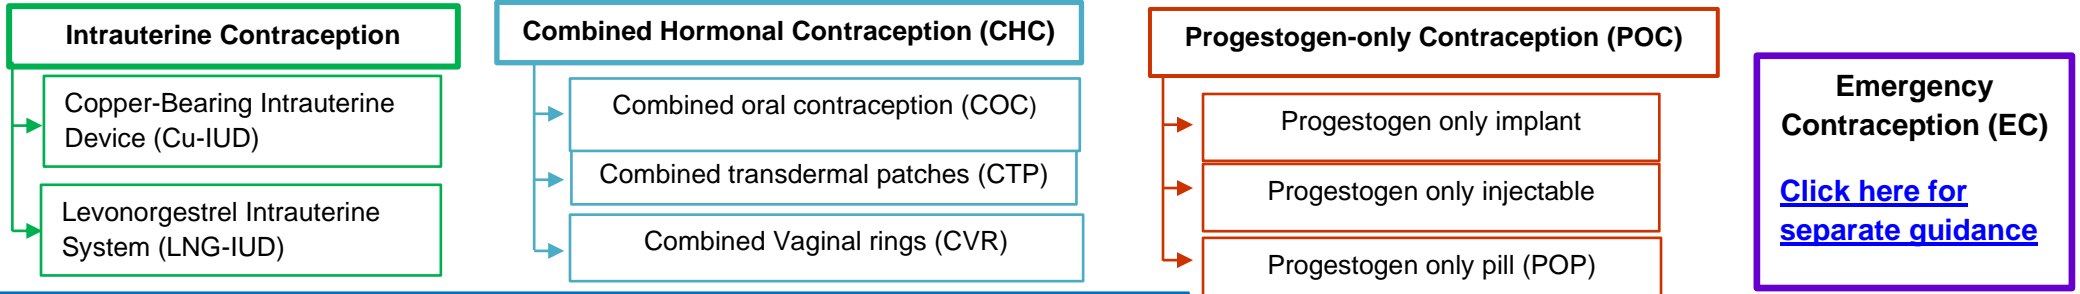 Intrauterine Contraception
Copper-Bearing Intrauterine
Device (Cu-IUD)
Levonorgestrel Intrauterine
System (LNG-IUD)
Combined Hormonal Contraception (CHC)
Combined oral contraception (COC)
Combined transdermal patches (CTP)
Combined Vaginal rings (CVR)
Progestogen-only Contraception (POC)
Progestogen only implant
Progestogen only injectable
Progestogen only pill (POP)
Emergency
Contraception (EC)
Click here for
separate guidance